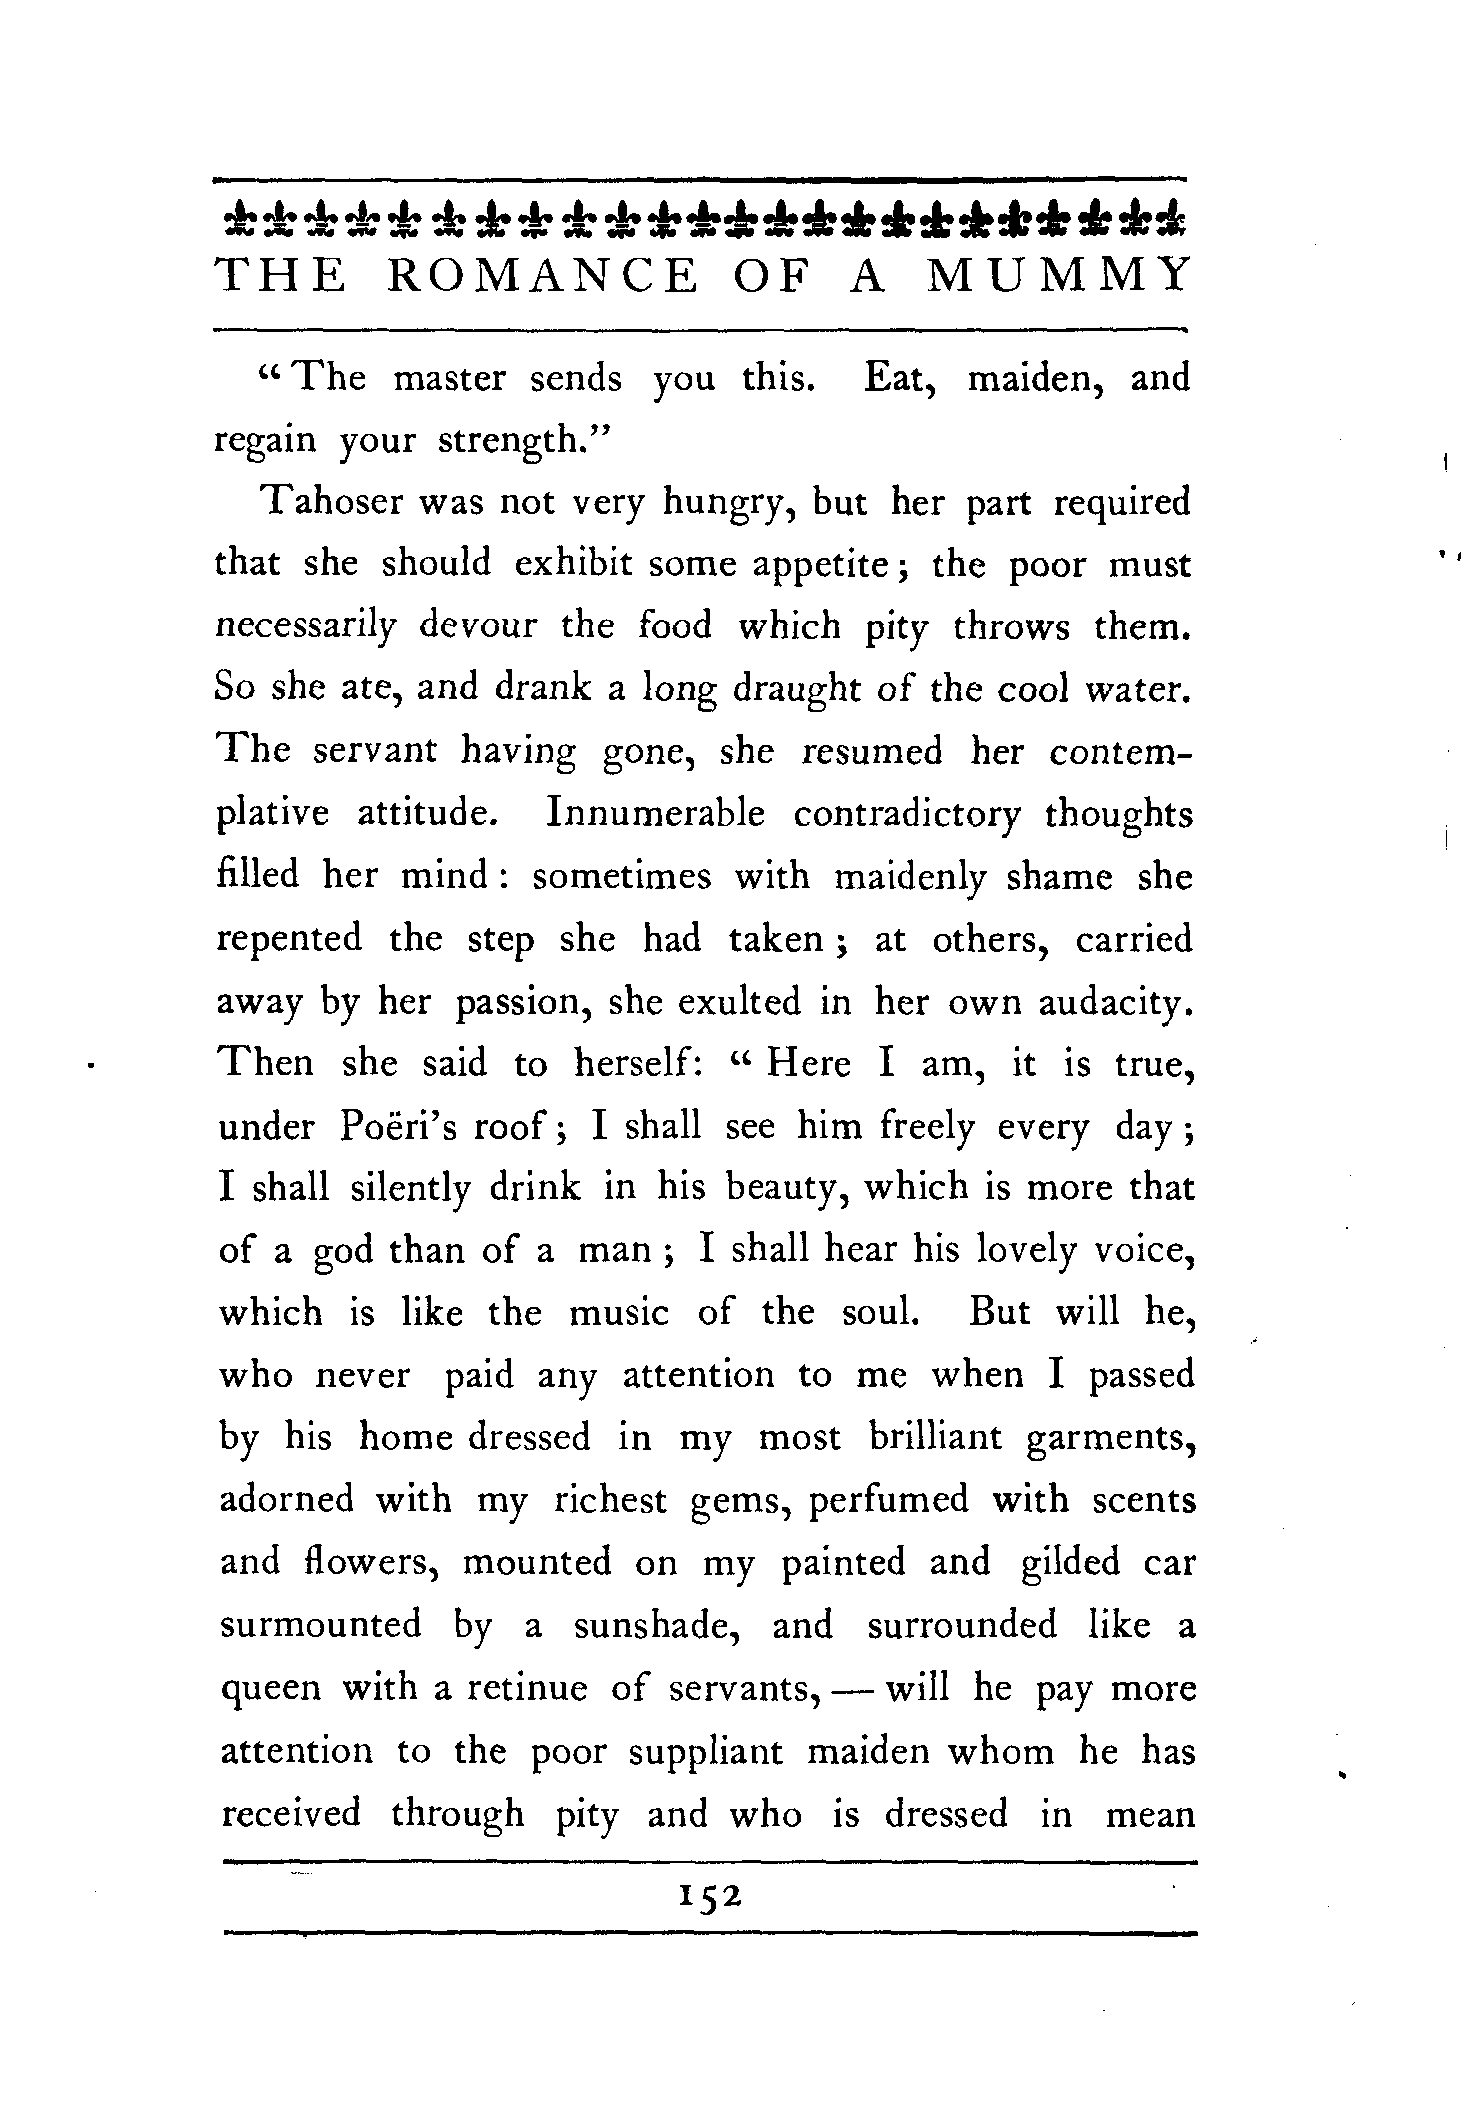 THE ROMANCE OF A MUMMY
“The master sends you this. Eat, maiden, and
regain your strength.”
Tahoser was not very hungry, but her part required
that she should exhibit some appetite; the poor must
necessarily devour the food which pity throws them.
So she ate, and drank a long draught of the cool water.
The servant having gone, she resumed her contem-
plative attitude. Innumerable contradictory thoughts
filled her mind: sometimes with maidenly shame she
repented the step she had taken; at others, carried
away by her passion, she exulted in her own audacity.
Then she said to herself: “Here I am, it is true,
under Poëri’s roof; I shall see him freely every day;
I shall silently drink in his beauty, which is more that
of a god than of a man; I shall hear his lovely voice,
which is like the music of the soul. But will he,
who never paid any attention to me when I passed
by his home dressed in my most brilliant garments,
adorned with my richest gems, perfumed with scents
and flowers, mounted on my painted and gilded car
surmounted by a sunshade, and surrounded like a
queen with a retinue of servants,—will he pay more
attention to the poor suppliant maiden whom he has
received through pity and who is dressed in mean
152